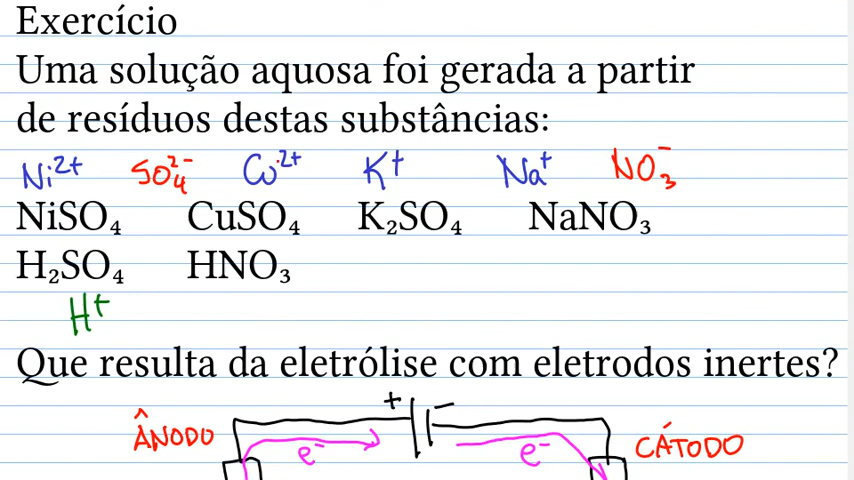 Exercício
Uma solução aquosa foi gerada a partir
de resíduos destas substâncias:
Ni²⁺ SO₄²⁻ Cu²⁺ K⁺ Na⁺ NO₃⁻
NiSO₄ CuSO₄ K₂SO₄ NaNO₃
H₂SO₄ HNO₃
H⁺
Que resulta da eletrólise com eletrodos inertes?
+ −
ÂNODO e⁻ e⁻ CÁTODO